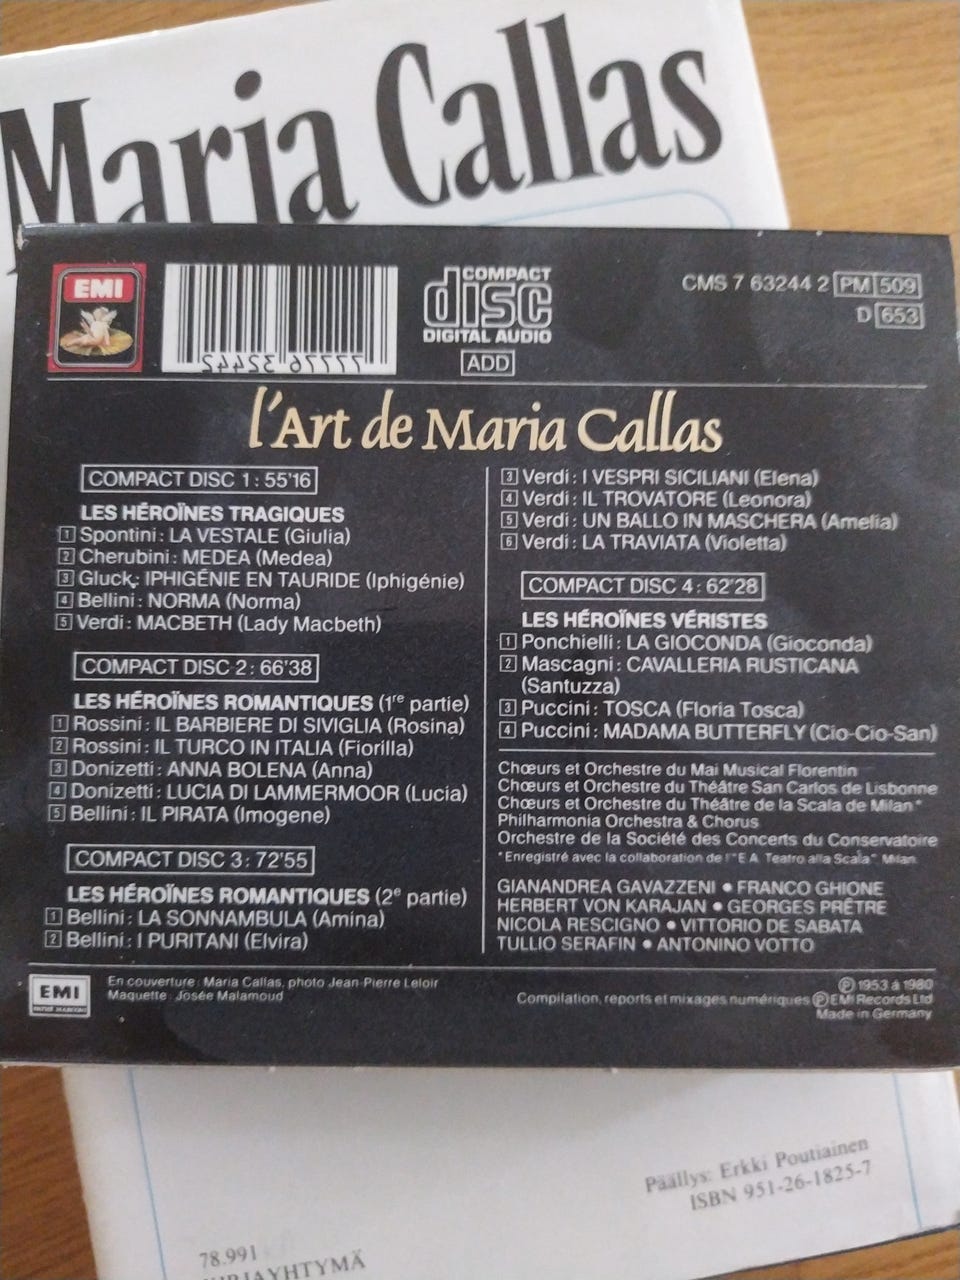 Maria Callas
EMI
77776 32442
COMPACT
disc
DIGITAL AUDIO
ADD
CMS 7 63244 2 PM 509
D 653
l'Art de Maria Callas
COMPACT DISC 1 : 55'16
LES HÉROÏNES TRAGIQUES
1 Spontini : LA VESTALE (Giulia)
2 Cherubini : MEDEA (Medea)
3 Gluck : IPHIGÉNIE EN TAURIDE (Iphigénie)
4 Bellini : NORMA (Norma)
5 Verdi : MACBETH (Lady Macbeth)
COMPACT DISC 2 : 66'38
LES HÉROÏNES ROMANTIQUES (1re partie)
1 Rossini : IL BARBIERE DI SIVIGLIA (Rosina)
2 Rossini : IL TURCO IN ITALIA (Fiorilla)
3 Donizetti : ANNA BOLENA (Anna)
4 Donizetti : LUCIA DI LAMMERMOOR (Lucia)
5 Bellini : IL PIRATA (Imogene)
COMPACT DISC 3 : 72'55
LES HÉROÏNES ROMANTIQUES (2e partie)
1 Bellini : LA SONNAMBULA (Amina)
2 Bellini : I PURITANI (Elvira)
3 Verdi : I VESPRI SICILIANI (Elena)
4 Verdi : IL TROVATORE (Leonora)
5 Verdi : UN BALLO IN MASCHERA (Amelia)
6 Verdi : LA TRAVIATA (Violetta)
COMPACT DISC 4 : 62'28
LES HÉROÏNES VÉRISTES
1 Ponchielli : LA GIOCONDA (Gioconda)
2 Mascagni : CAVALLERIA RUSTICANA
(Santuzza)
3 Puccini : TOSCA (Floria Tosca)
4 Puccini : MADAMA BUTTERFLY (Cio-Cio-San)
Chœurs et Orchestre du Mai Musical Florentin
Chœurs et Orchestre du Théâtre San Carlos de Lisbonne
Chœurs et Orchestre du Théâtre de la Scala de Milan*
Philharmonia Orchestra & Chorus
Orchestre de la Société des Concerts du Conservatoire
*Enregistré avec la collaboration de l'"E.A. Teatro alla Scala", Milan
GIANANDREA GAVAZZENI • FRANCO GHIONE
HERBERT VON KARAJAN • GEORGES PRÊTRE
NICOLA RESCIGNO • VITTORIO DE SABATA
TULLIO SERAFIN • ANTONINO VOTTO
EMI
En couverture : Maria Callas, photo Jean-Pierre Leloir
Maquette : Josée Malamoud
Ⓟ 1953 à 1980
Compilation, reports et mixages numériques Ⓟ EMI Records Ltd
Made in Germany
Päällys: Erkki Poutiainen
ISBN 951-26-1825-7
78.991
KIRJAYHTYMÄ